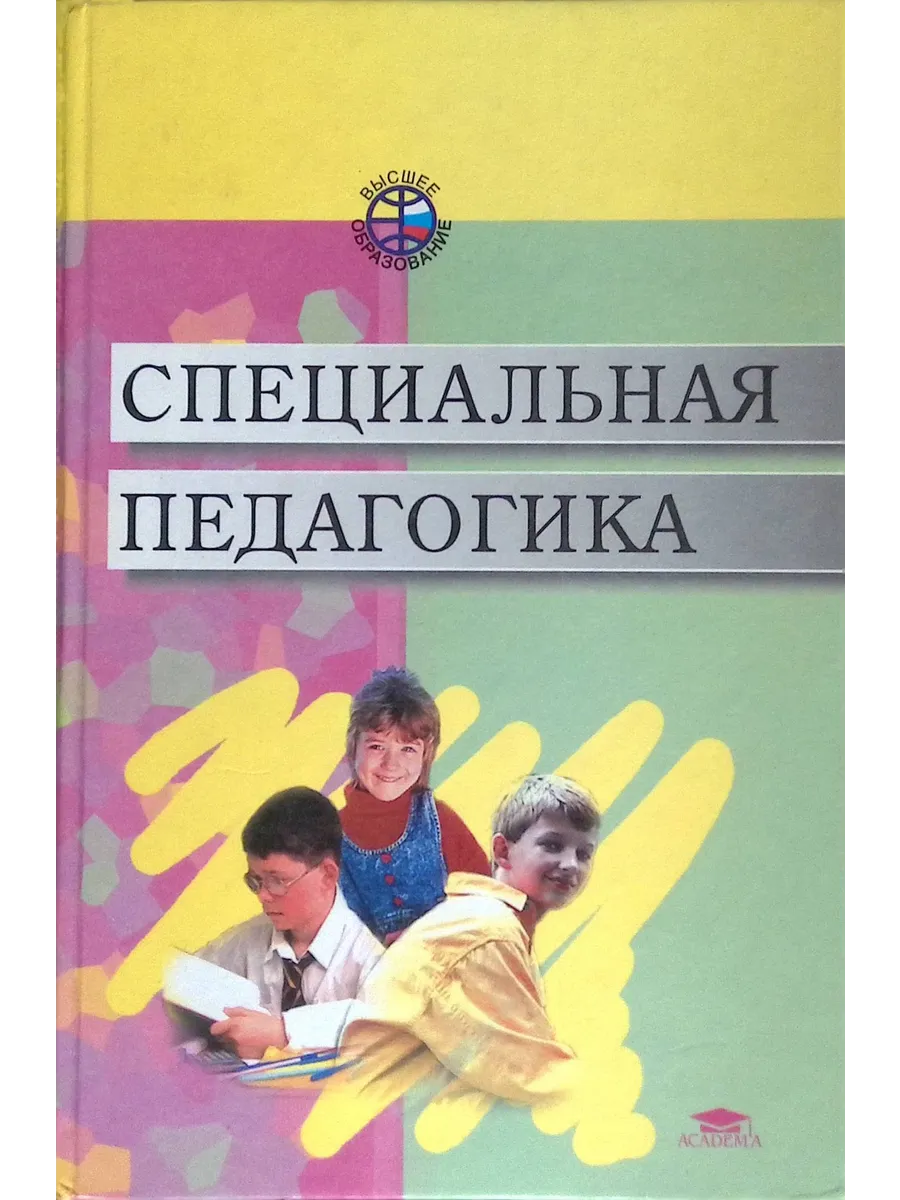 ВЫСШЕЕ
ОБРАЗОВАНИЕ
СПЕЦИАЛЬНАЯ
ПЕДАГОГИКА
ACADEMA